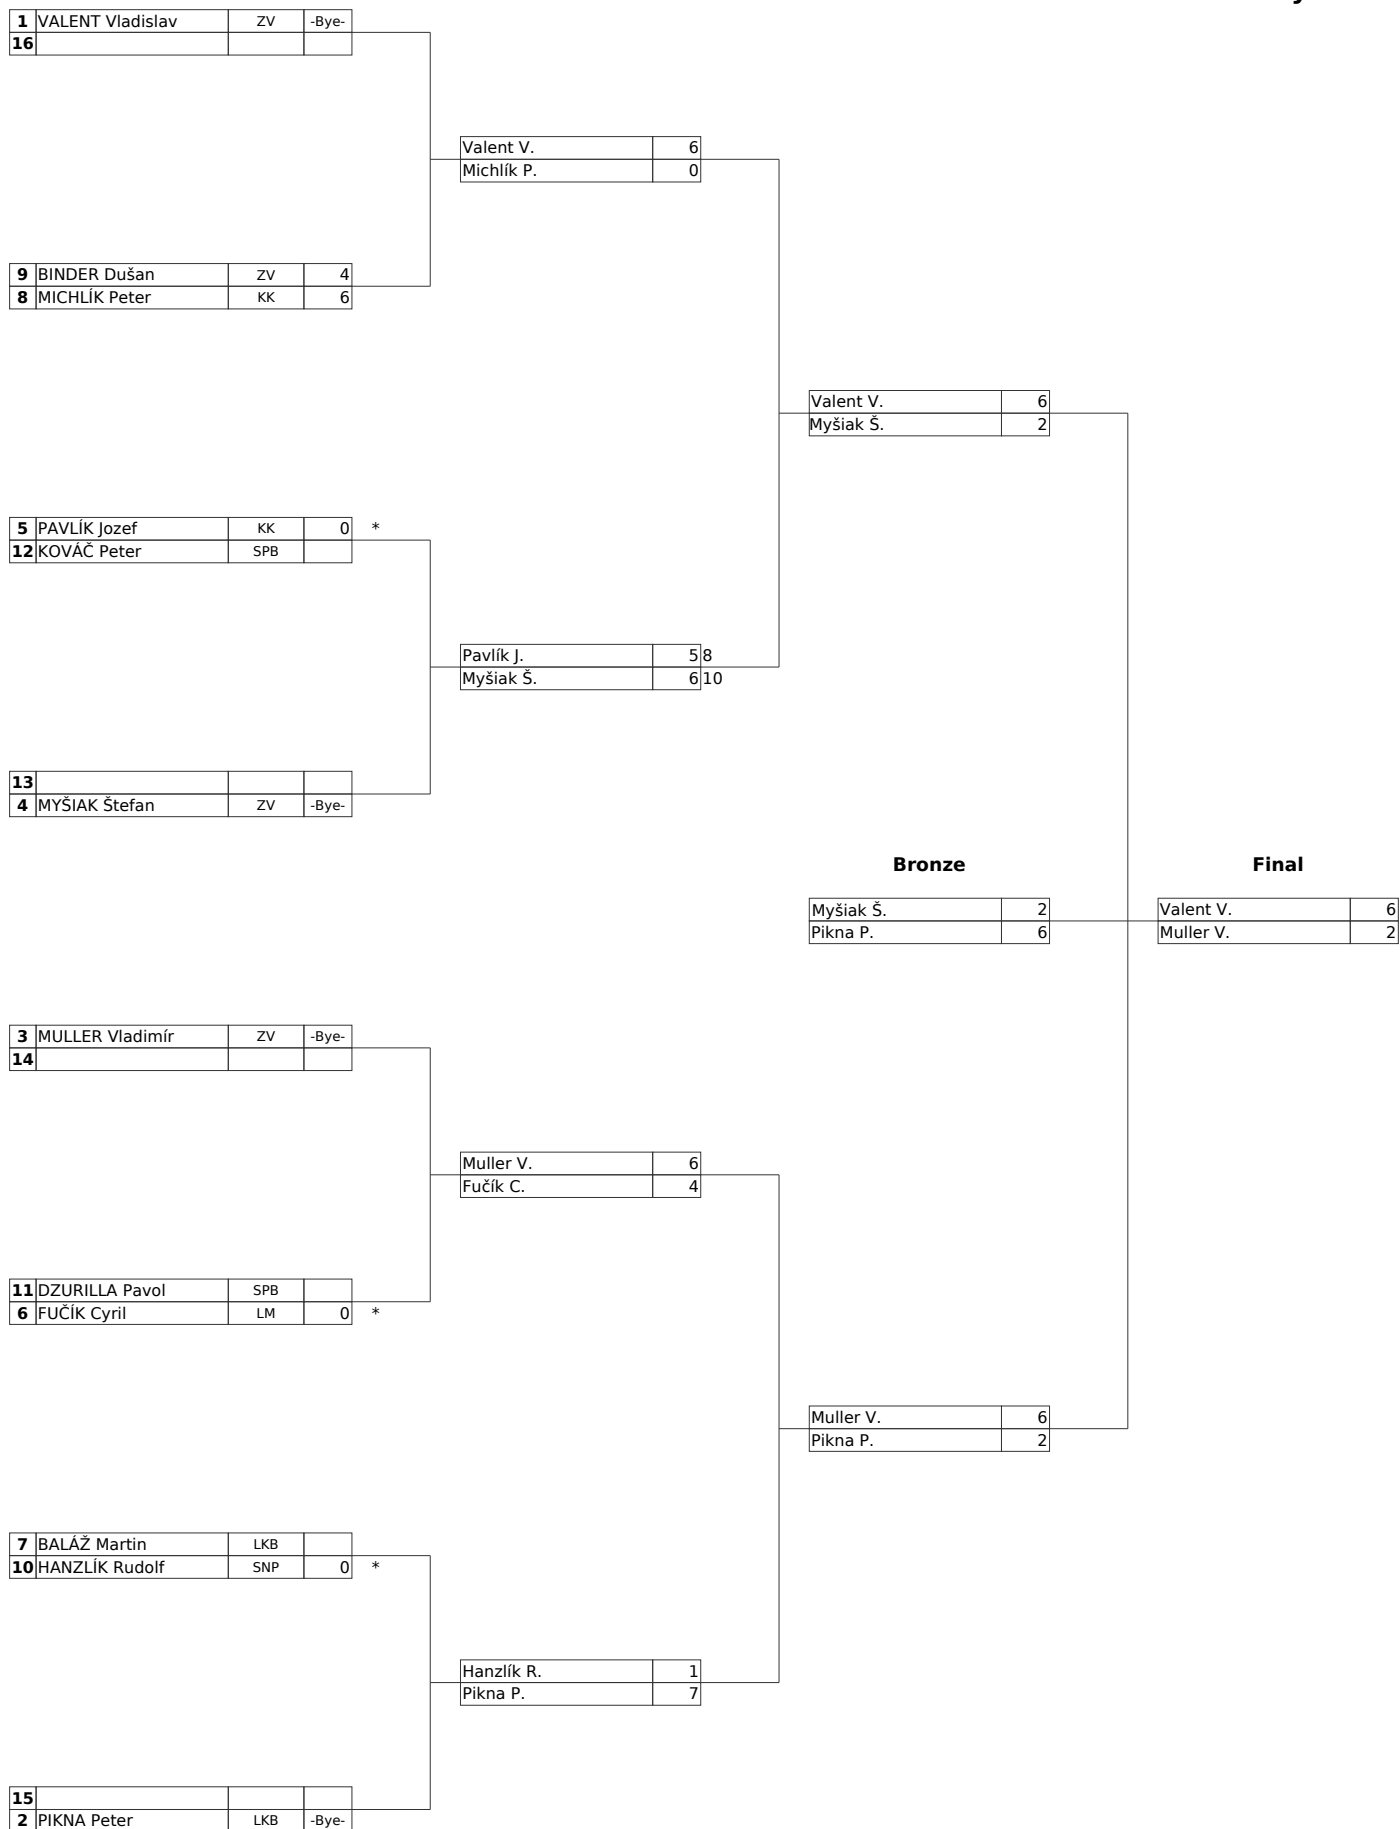 1 VALENT Vladislav ZV -Bye-
16
Valent V. 6
Michlík P. 0
9 BINDER Dušan ZV 4
8 MICHLÍK Peter KK 6
Valent V. 6
Myšiak Š. 2
5 PAVLÍK Jozef KK 0 *
12 KOVÁČ Peter SPB
Pavlík J. 5 8
Myšiak Š. 6 10
13
4 MYŠIAK Štefan ZV -Bye-
Bronze Final
Myšiak Š. 2 Valent V. 6
Pikna P. 6 Muller V. 2
3 MULLER Vladimír ZV -Bye-
14
Muller V. 6
Fučík C. 4
11 DZURILLA Pavol SPB
6 FUČÍK Cyril LM 0 *
Muller V. 6
Pikna P. 2
7 BALÁŽ Martin LKB
10 HANZLÍK Rudolf SNP 0 *
Hanzlík R. 1
Pikna P. 7
15
2 PIKNA Peter LKB -Bye-